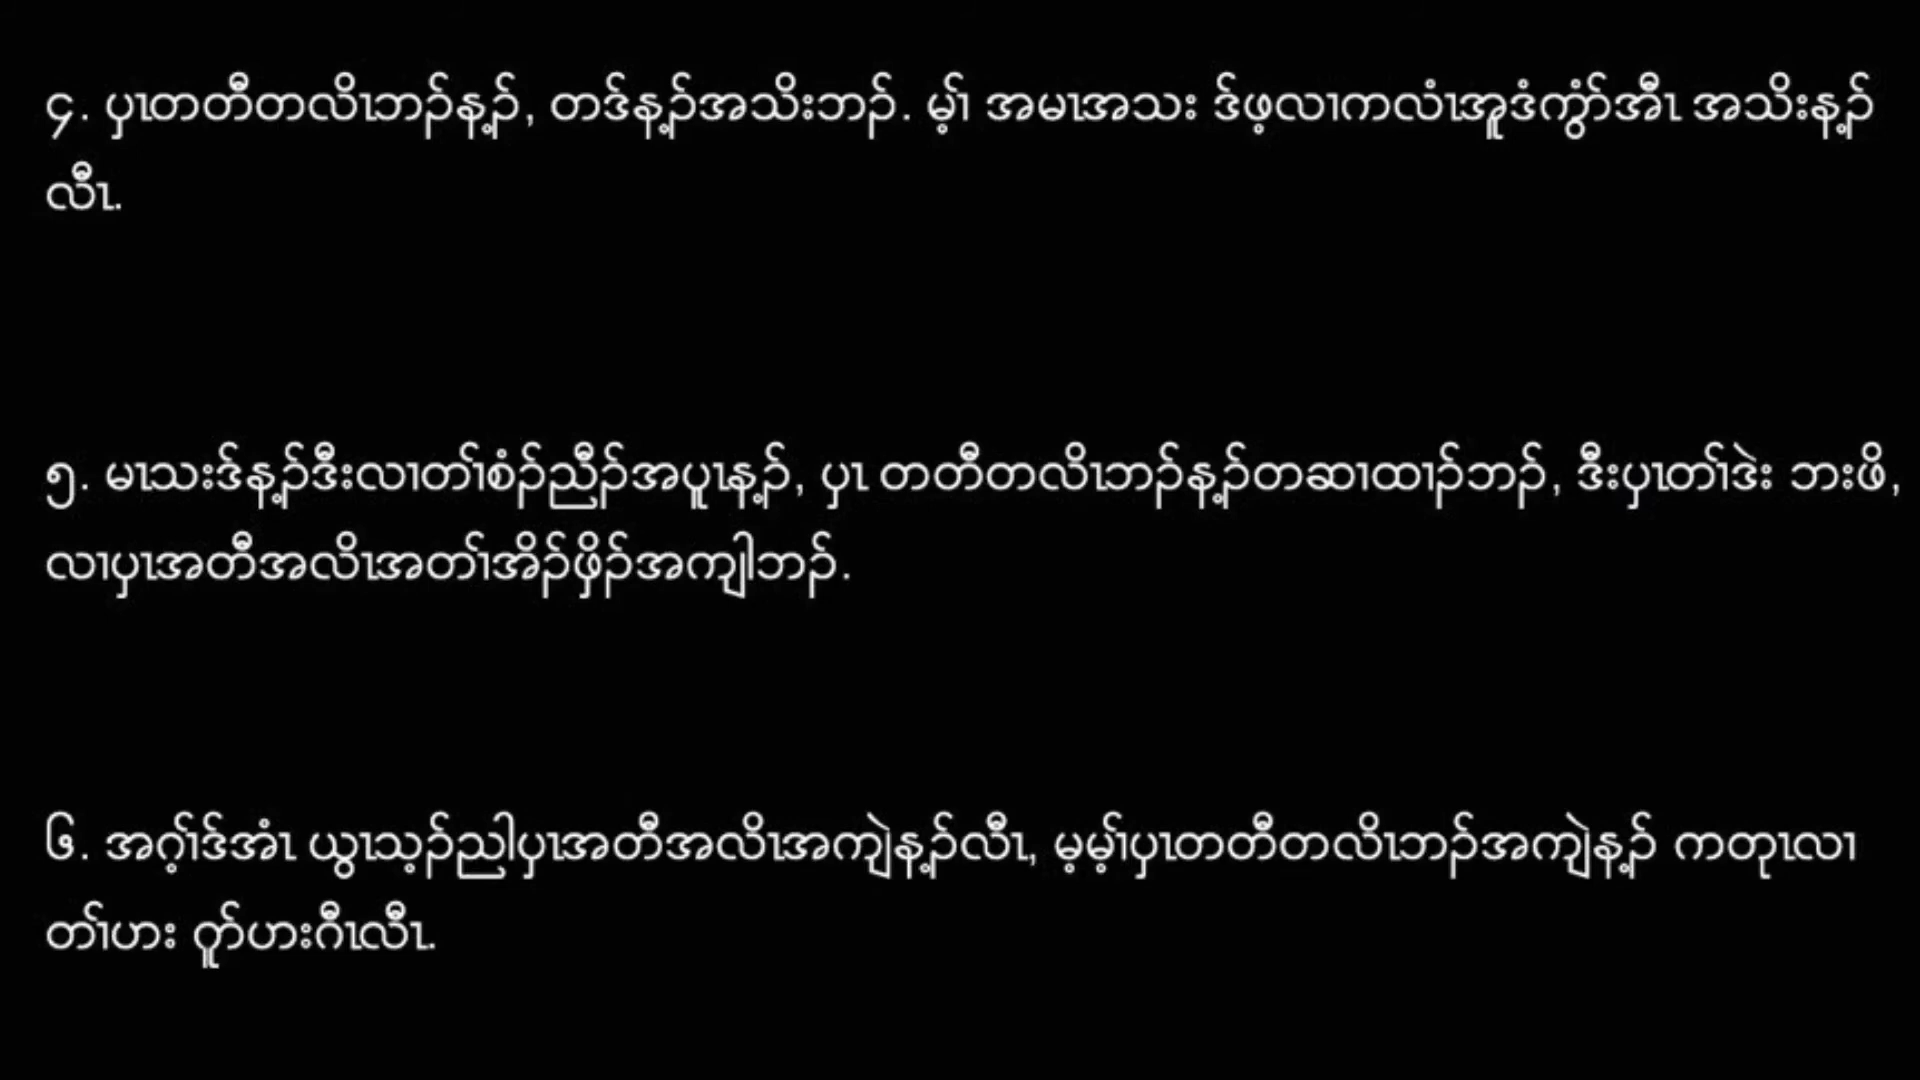 ၄. ပှၤတတီတလိၤဘၣ်န့ၣ်, တဒ်န့ၣ်အသိးဘၣ်. မ့ၢ် အမၤအသး ဒ်ဖ့လၢကလံၤအူဒံကွံာ်အီၤ အသိးန့ၣ်
လီၤ.
၅. မၤသးဒ်န့ၣ်ဒီးလၢတၢ်စံၣ်ညီၣ်အပူၤန့ၣ်, ပှၤ တတီတလိၤဘၣ်န့ၣ်တဆၢထၢၣ်ဘၣ်, ဒီးပှၤတၢ်ဒဲး ဘးဖိ,
လၢပှၤအတီအလိၤအတၢ်အိၣ်ဖှိၣ်အကျါဘၣ်.
၆. အဂ့ၢ်ဒ်အံၤ ယွၤသ့ၣ်ညါပှၤအတီအလိၤအကျဲန့ၣ်လီၤ, မ့မ့ၢ်ပှၤတတီတလိၤဘၣ်အကျဲန့ၣ် ကတုၤလၢ
တၢ်ဟး ဂူာ်ဟးဂီၤလီၤ.